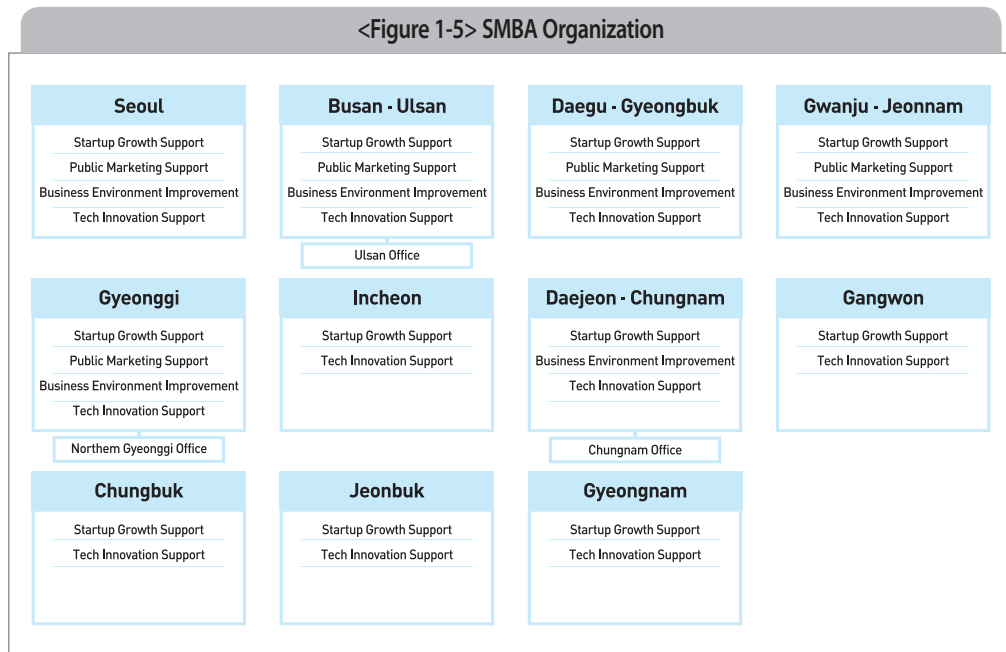 <Figure 1-5> SMBA Organization
Seoul
Startup Growth Support
Public Marketing Support
Business Environment Improvement
Tech Innovation Support
Busan - Ulsan
Startup Growth Support
Public Marketing Support
Business Environment Improvement
Tech Innovation Support
Ulsan Office
Daegu - Gyeongbuk
Startup Growth Support
Public Marketing Support
Business Environment Improvement
Tech Innovation Support
Gwanju - Jeonnam
Startup Growth Support
Public Marketing Support
Business Environment Improvement
Tech Innovation Support
Gyeonggi
Startup Growth Support
Public Marketing Support
Business Environment Improvement
Tech Innovation Support
Northem Gyeonggi Office
Incheon
Startup Growth Support
Tech Innovation Support
Daejeon - Chungnam
Startup Growth Support
Business Environment Improvement
Tech Innovation Support
Chungnam Office
Gangwon
Startup Growth Support
Tech Innovation Support
Chungbuk
Startup Growth Support
Tech Innovation Support
Jeonbuk
Startup Growth Support
Tech Innovation Support
Gyeongnam
Startup Growth Support
Tech Innovation Support